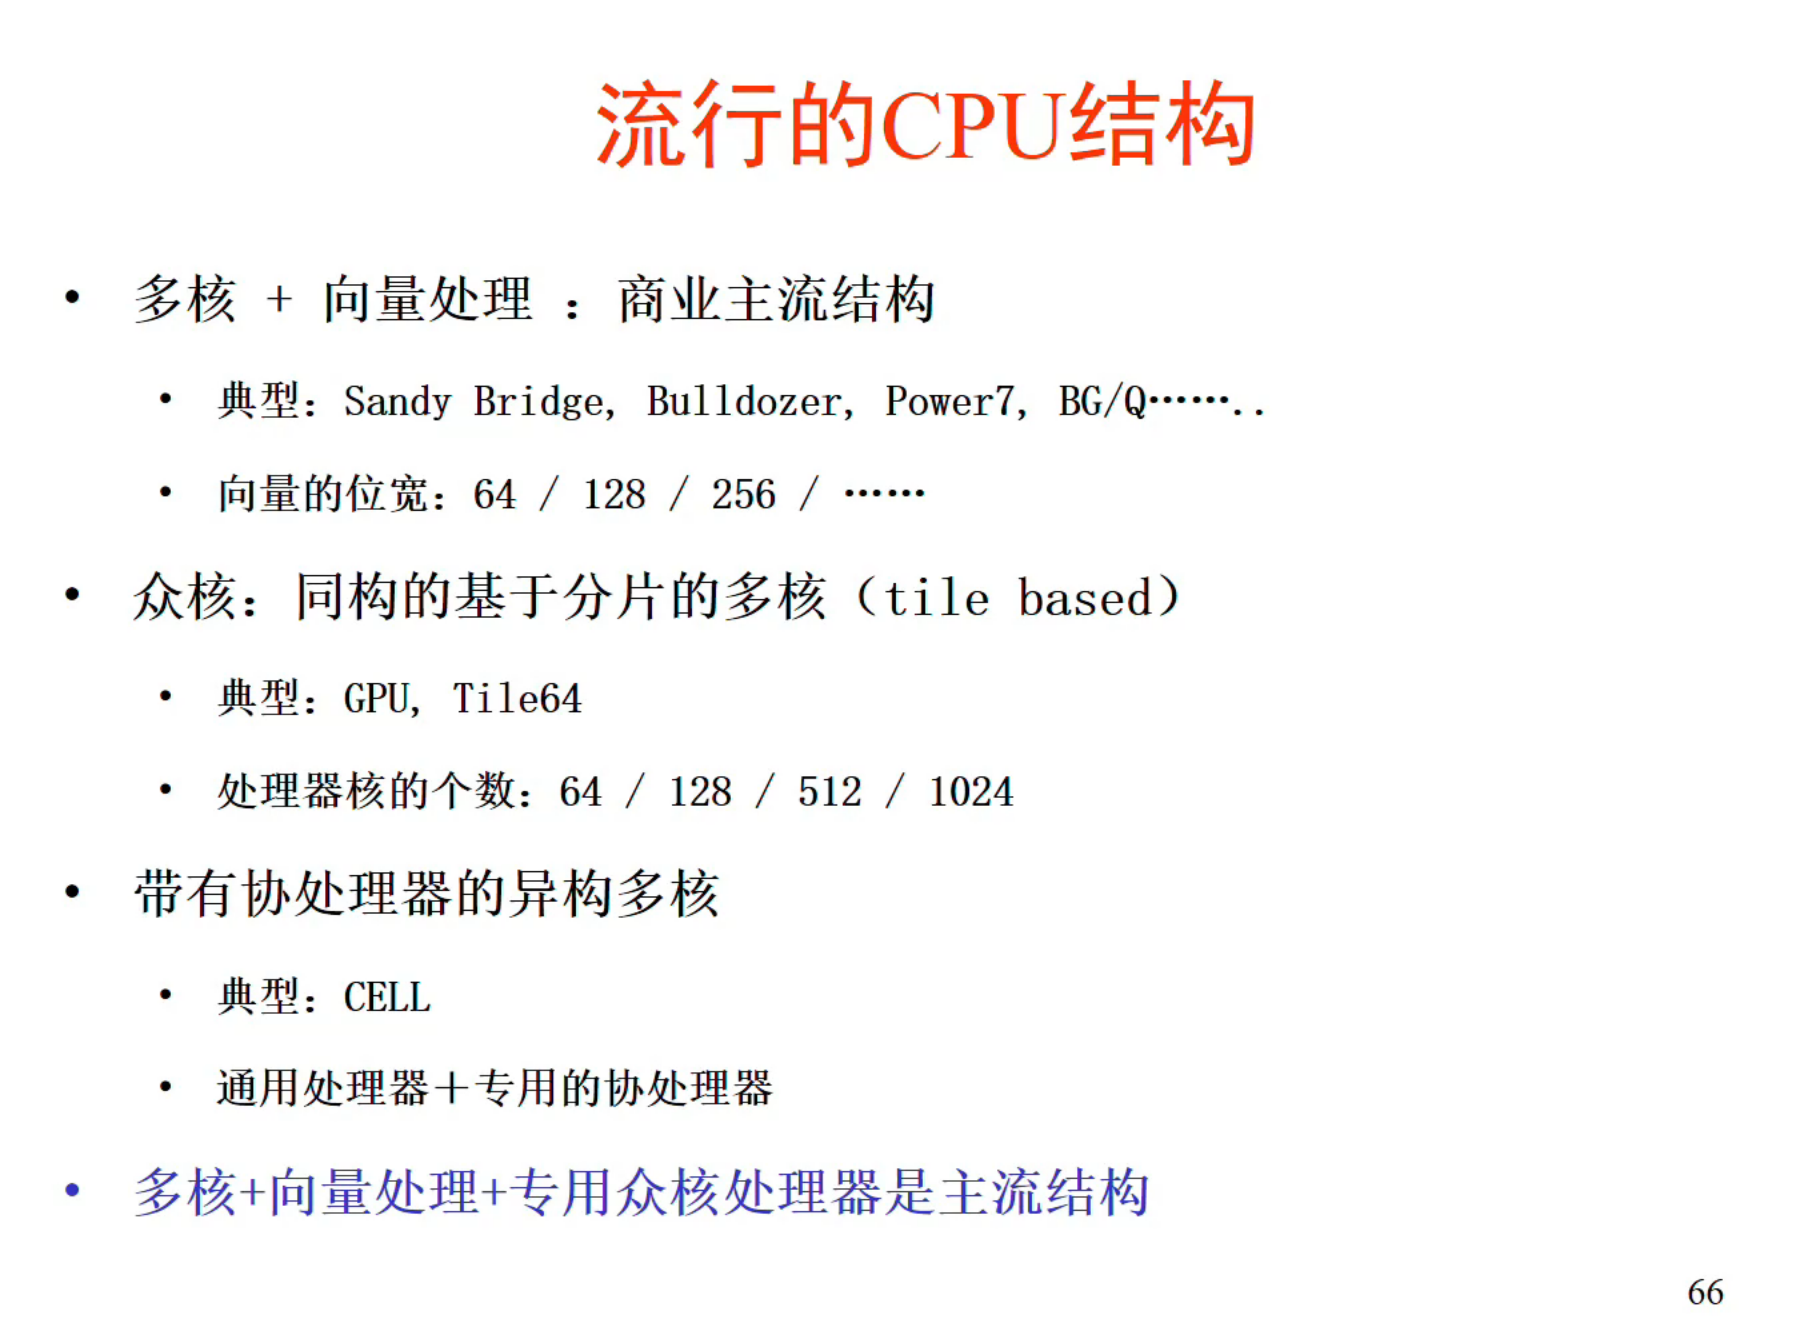 流行的CPU结构
• 多核 + 向量处理 : 商业主流结构
• 典型: Sandy Bridge, Bulldozer, Power7, BG/Q……..
• 向量的位宽: 64 / 128 / 256 / ……
• 众核: 同构的基于分片的多核（tile based）
• 典型: GPU, Tile64
• 处理器核的个数: 64 / 128 / 512 / 1024
• 带有协处理器的异构多核
• 典型: CELL
• 通用处理器＋专用的协处理器
• 多核+向量处理+专用众核处理器是主流结构
66